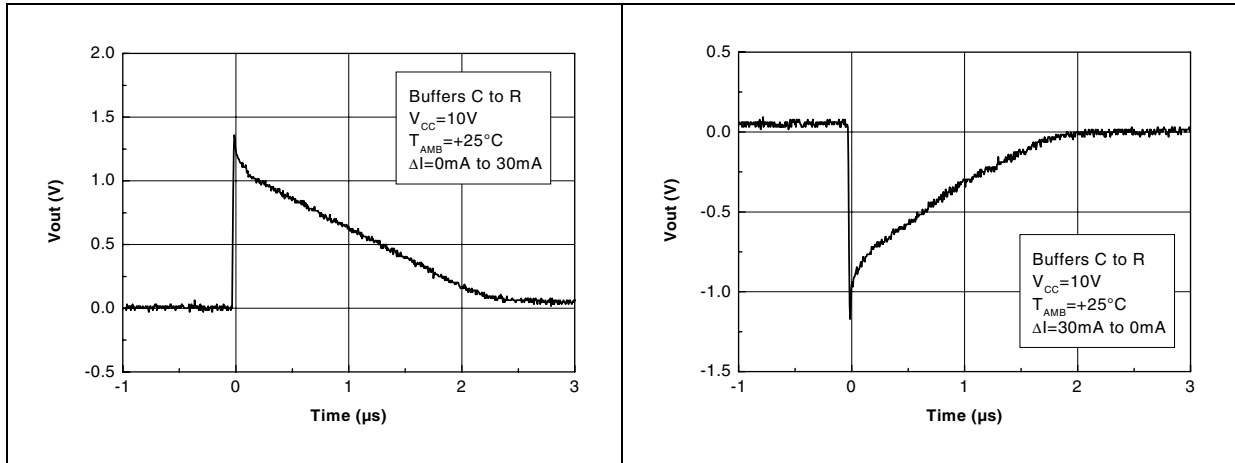 2.0
1.5
1.0
0.5
0.0
-0.5
Vout (V)
Buffers C to R
V_CC=10V
T_AMB=+25°C
ΔI=0mA to 30mA
-1 0 1 2 3
Time (µs)
0.5
0.0
-0.5
-1.0
-1.5
Vout (V)
Buffers C to R
V_CC=10V
T_AMB=+25°C
ΔI=30mA to 0mA
-1 0 1 2 3
Time (µs)